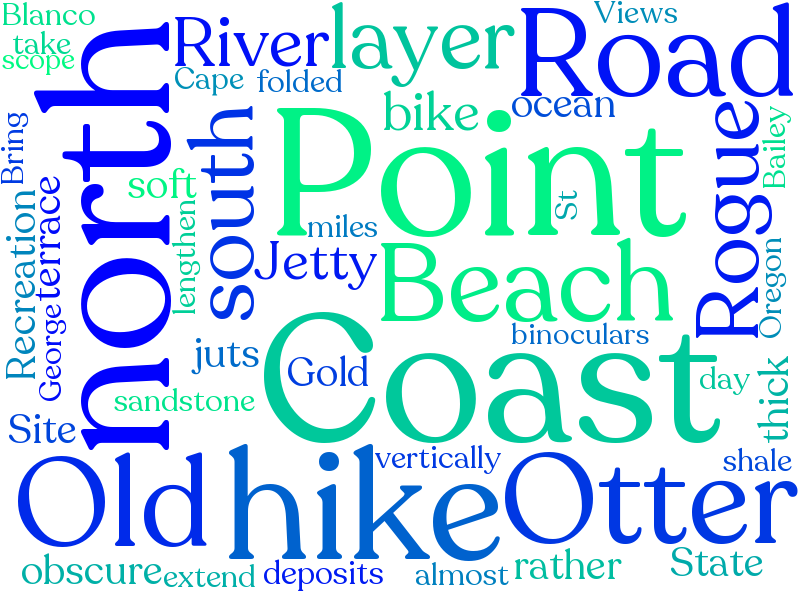 Blanco
take
scope
north
River
layer
Road
Views
Cape
folded
bike
ocean
Bring
south
Point
Rogue
Bailey
soft
St
miles
Recreation
terrace
lengthen
Jetty
Beach
Oregon
George
juts
Gold
Coast
binoculars
day
thick
sandstone
Site
vertically
shale
Old
hike
Otter
obscure
extend
deposits
almost
rather
State